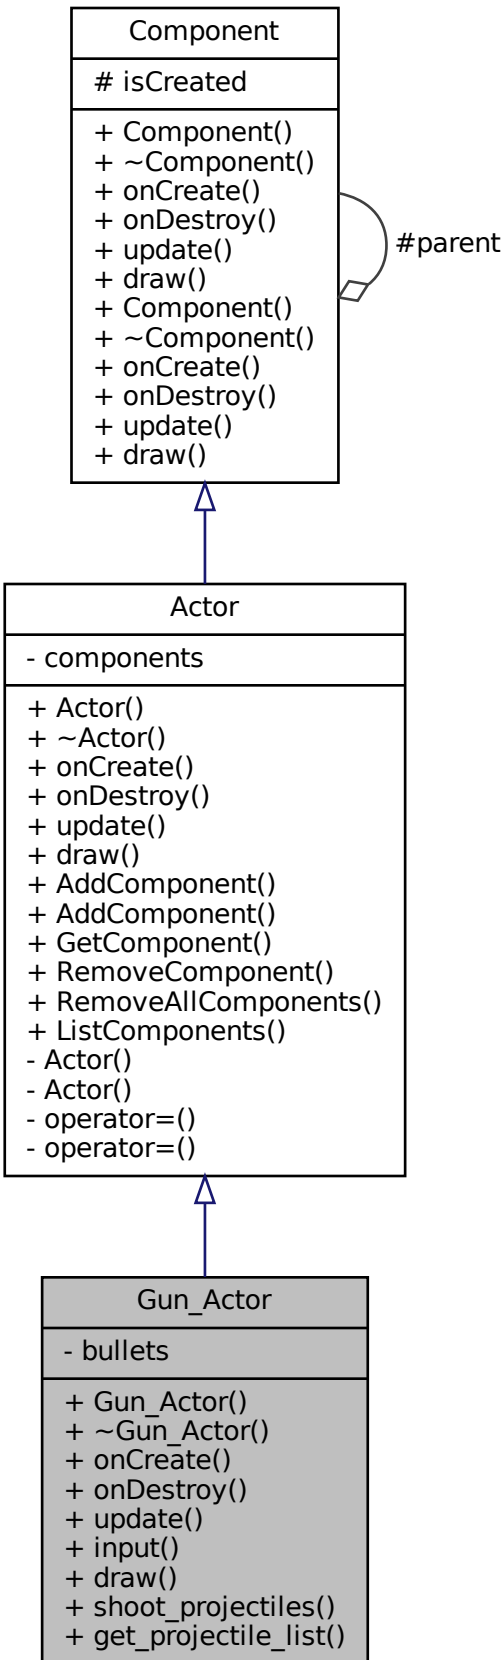 Component
# isCreated
+ Component()
+ ~Component()
+ onCreate()
+ onDestroy()
+ update()
+ draw()
+ Component()
+ ~Component()
+ onCreate()
+ onDestroy()
+ update()
+ draw()
#parent
Actor
- components
+ Actor()
+ ~Actor()
+ onCreate()
+ onDestroy()
+ update()
+ draw()
+ AddComponent()
+ AddComponent()
+ GetComponent()
+ RemoveComponent()
+ RemoveAllComponents()
+ ListComponents()
- Actor()
- Actor()
- operator=()
- operator=()
Gun_Actor
- bullets
+ Gun_Actor()
+ ~Gun_Actor()
+ onCreate()
+ onDestroy()
+ update()
+ input()
+ draw()
+ shoot_projectiles()
+ get_projectile_list()